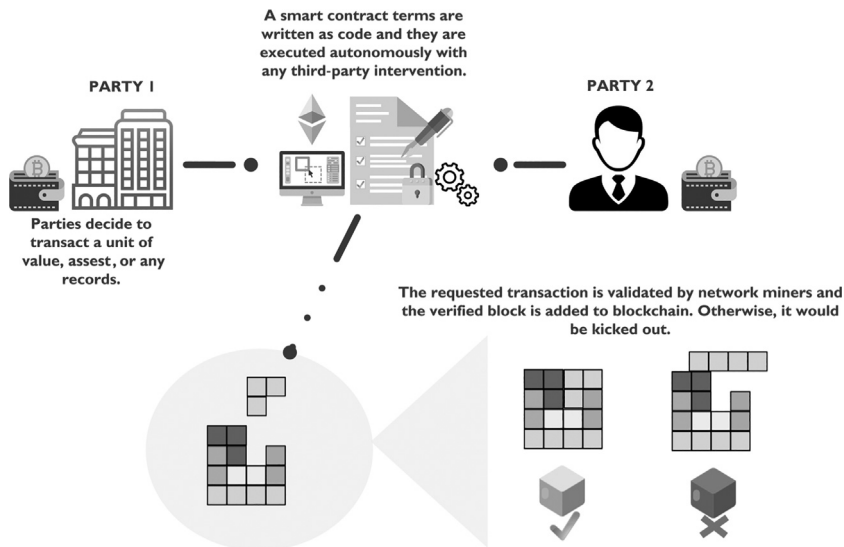 A smart contract terms are
written as code and they are
executed autonomously with
any third-party intervention.
PARTY 1
PARTY 2
Parties decide to
transact a unit of
value, assest, or any
records.
The requested transaction is validated by network miners and
the verified block is added to blockchain. Otherwise, it would
be kicked out.